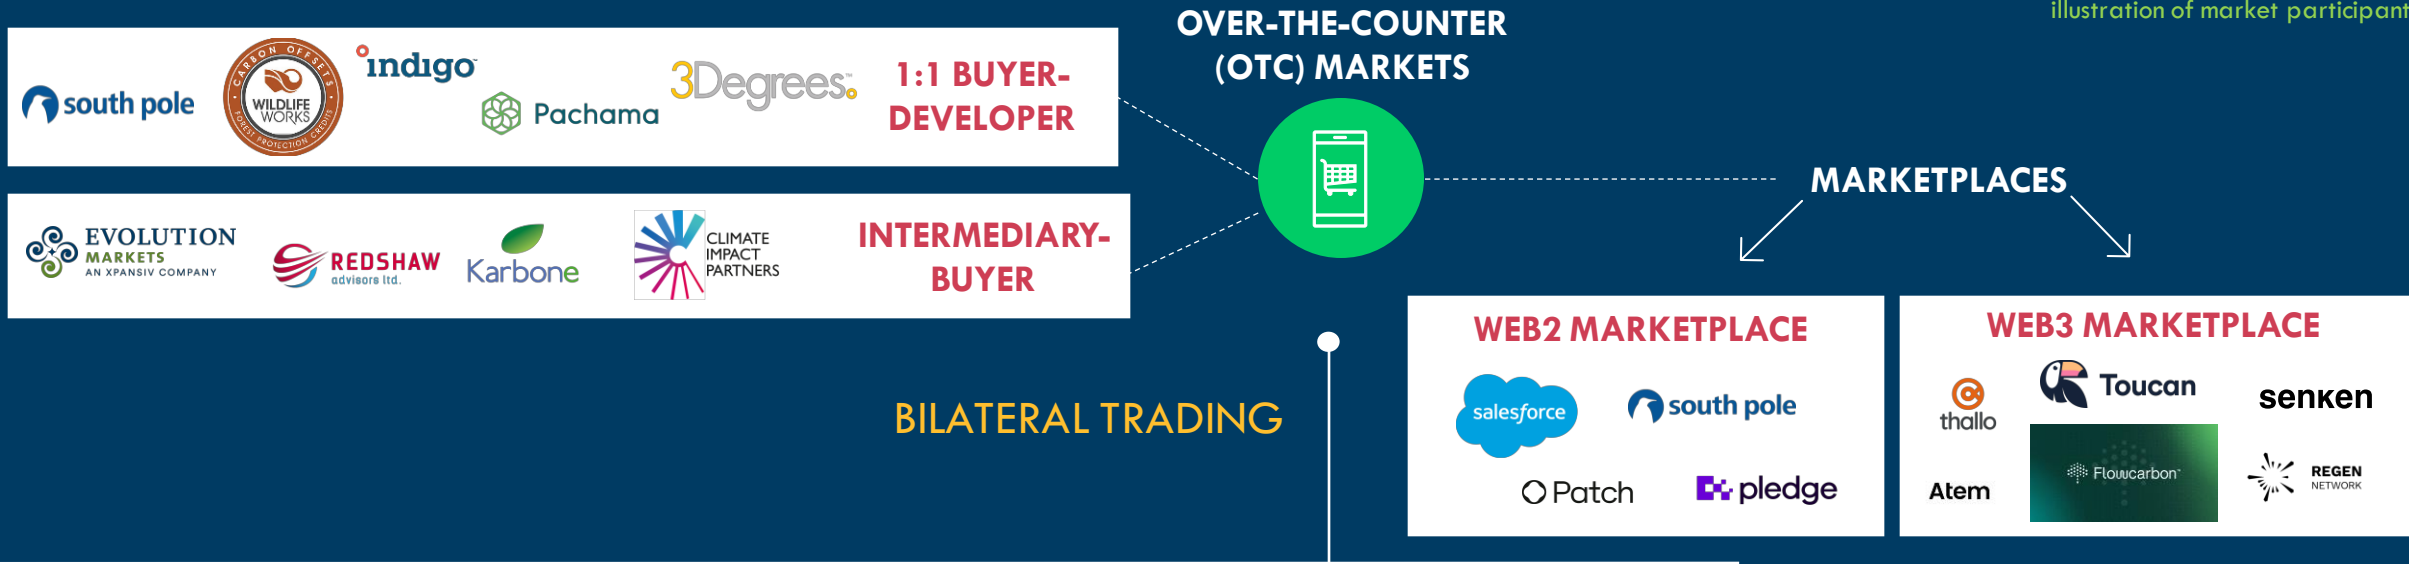 illustration of market participant
OVER-THE-COUNTER
(OTC) MARKETS
south pole
CARBON OFFSETS
WILDLIFE
WORKS
FOREST PROTECTION CREDITS
indigo
Pachama
3Degrees
1:1 BUYER-
DEVELOPER
EVOLUTION
MARKETS
AN XPANSIV COMPANY
REDSHAW
advisors ltd.
Karbone
CLIMATE
IMPACT
PARTNERS
INTERMEDIARY-
BUYER
MARKETPLACES
BILATERAL TRADING
WEB2 MARKETPLACE
salesforce
south pole
Patch
pledge
WEB3 MARKETPLACE
thallo
Toucan
senken
Atem
Flowcarbon
REGEN
NETWORK